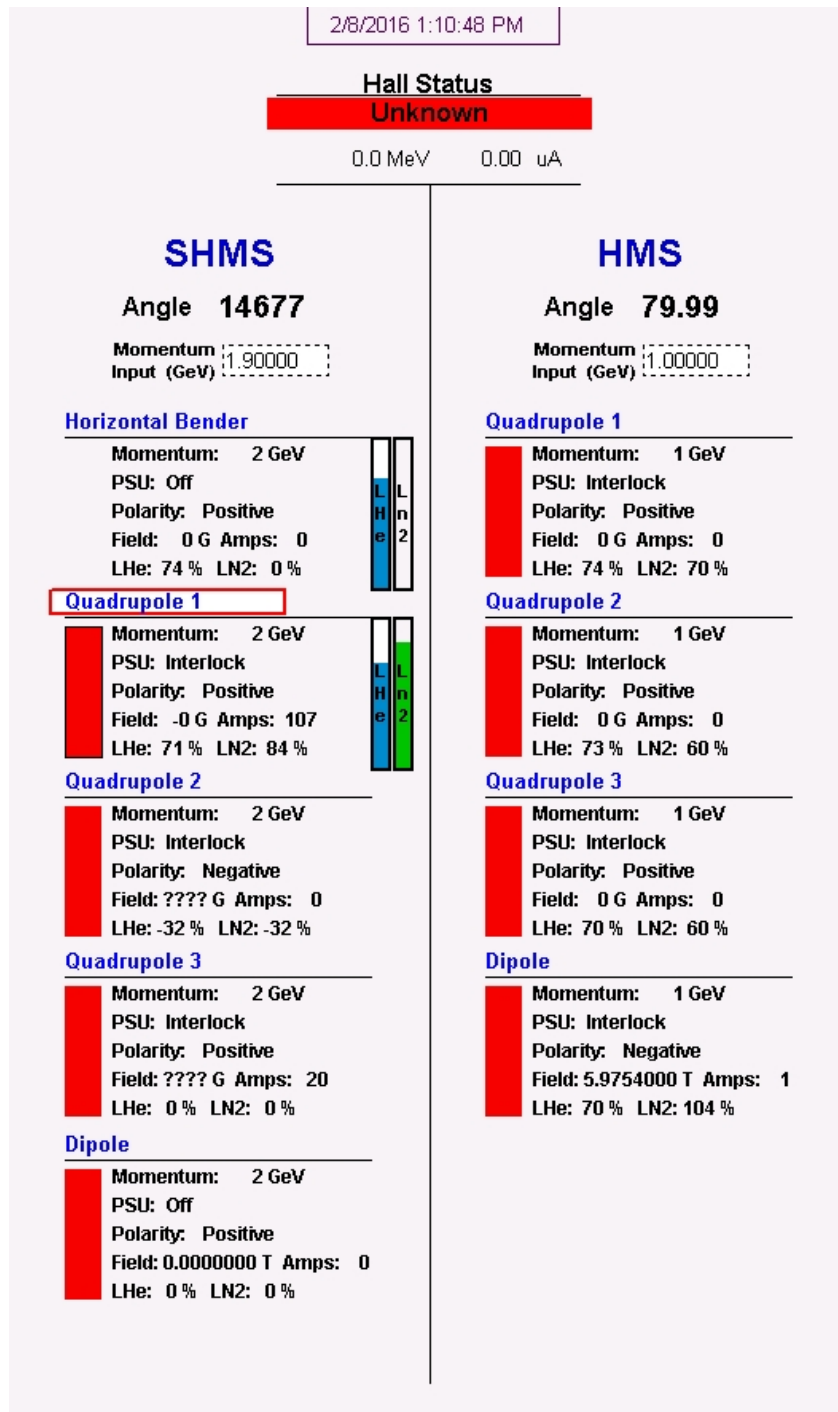 2/8/2016 1:10:48 PM
Hall Status
Unknown
0.0 MeV 0.00 uA
SHMS
Angle 14677
Momentum Input (GeV) 1.90000
Horizontal Bender
Momentum: 2 GeV
PSU: Off
Polarity: Positive
Field: 0 G Amps: 0
LHe: 74 % LN2: 0 %
LHe Ln2
Quadrupole 1
Momentum: 2 GeV
PSU: Interlock
Polarity: Positive
Field: -0 G Amps: 107
LHe: 71 % LN2: 84 %
LHe Ln2
Quadrupole 2
Momentum: 2 GeV
PSU: Interlock
Polarity: Negative
Field: ???? G Amps: 0
LHe: -32 % LN2: -32 %
Quadrupole 3
Momentum: 2 GeV
PSU: Interlock
Polarity: Positive
Field: ???? G Amps: 20
LHe: 0 % LN2: 0 %
Dipole
Momentum: 2 GeV
PSU: Off
Polarity: Positive
Field: 0.0000000 T Amps: 0
LHe: 0 % LN2: 0 %
HMS
Angle 79.99
Momentum Input (GeV) 1.00000
Quadrupole 1
Momentum: 1 GeV
PSU: Interlock
Polarity: Positive
Field: 0 G Amps: 0
LHe: 74 % LN2: 70 %
Quadrupole 2
Momentum: 1 GeV
PSU: Interlock
Polarity: Positive
Field: 0 G Amps: 0
LHe: 73 % LN2: 60 %
Quadrupole 3
Momentum: 1 GeV
PSU: Interlock
Polarity: Positive
Field: 0 G Amps: 0
LHe: 70 % LN2: 60 %
Dipole
Momentum: 1 GeV
PSU: Interlock
Polarity: Negative
Field: 5.9754000 T Amps: 1
LHe: 70 % LN2: 104 %